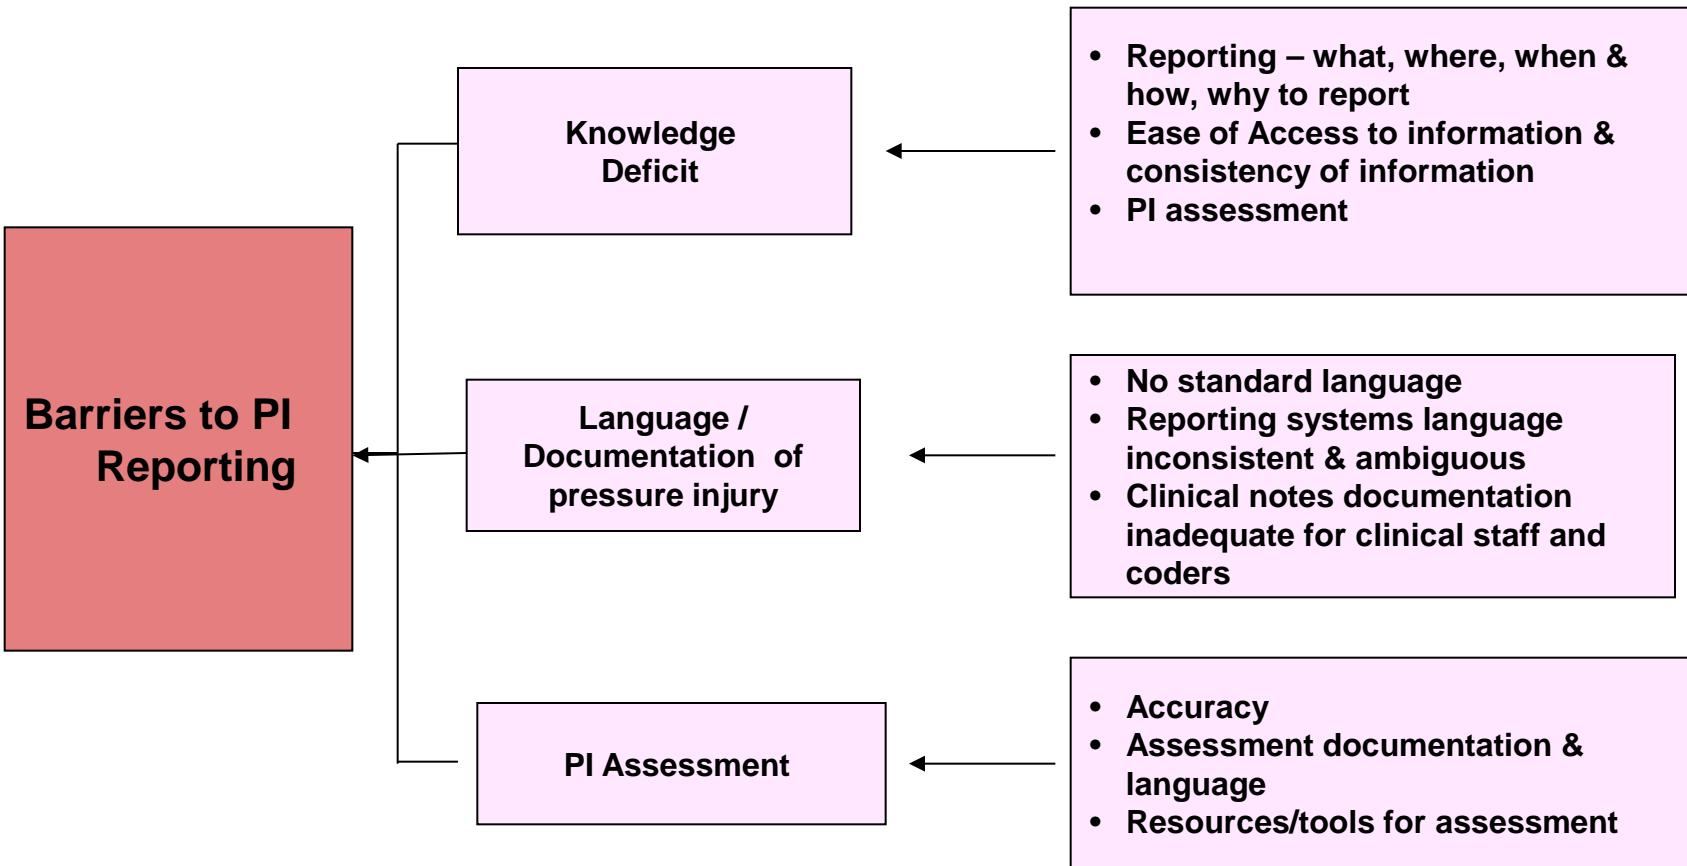 Barriers to PI
Reporting
Knowledge
Deficit
• Reporting – what, where, when &
how, why to report
• Ease of Access to information &
consistency of information
• PI assessment
Language /
Documentation of
pressure injury
• No standard language
• Reporting systems language
inconsistent & ambiguous
• Clinical notes documentation
inadequate for clinical staff and
coders
PI Assessment
• Accuracy
• Assessment documentation &
language
• Resources/tools for assessment